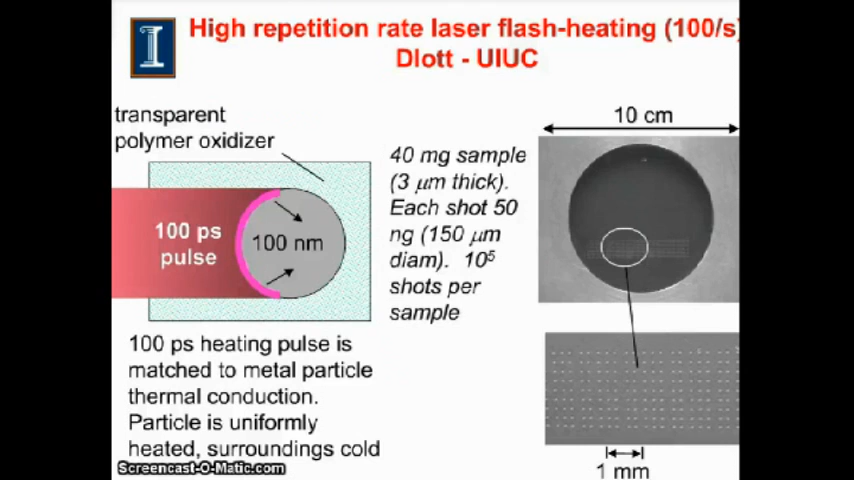 High repetition rate laser flash-heating (100/s)
Dlott - UIUC
transparent
polymer oxidizer
100 ps
pulse
100 nm
40 mg sample
(3 μm thick).
Each shot 50
ng (150 μm
diam). 10⁵
shots per
sample
10 cm
100 ps heating pulse is
matched to metal particle
thermal conduction.
Particle is uniformly
heated, surroundings cold
1 mm
Screencast-O-Matic.com